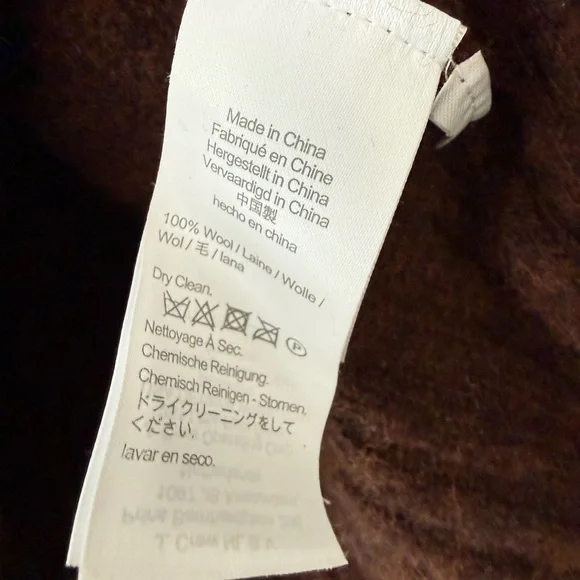 Made in China
Fabriqué en Chine
Hergestellt in China
Vervaardigd in China
中国製
hecho en china
100% Wool / Laine / Wolle /
Wol / 毛 / lana
Dry Clean.
P
Nettoyage À Sec.
Chemische Reinigung.
Chemisch Reinigen - Stomen.
ドライクリーニングをして
ください.
lavar en seco.